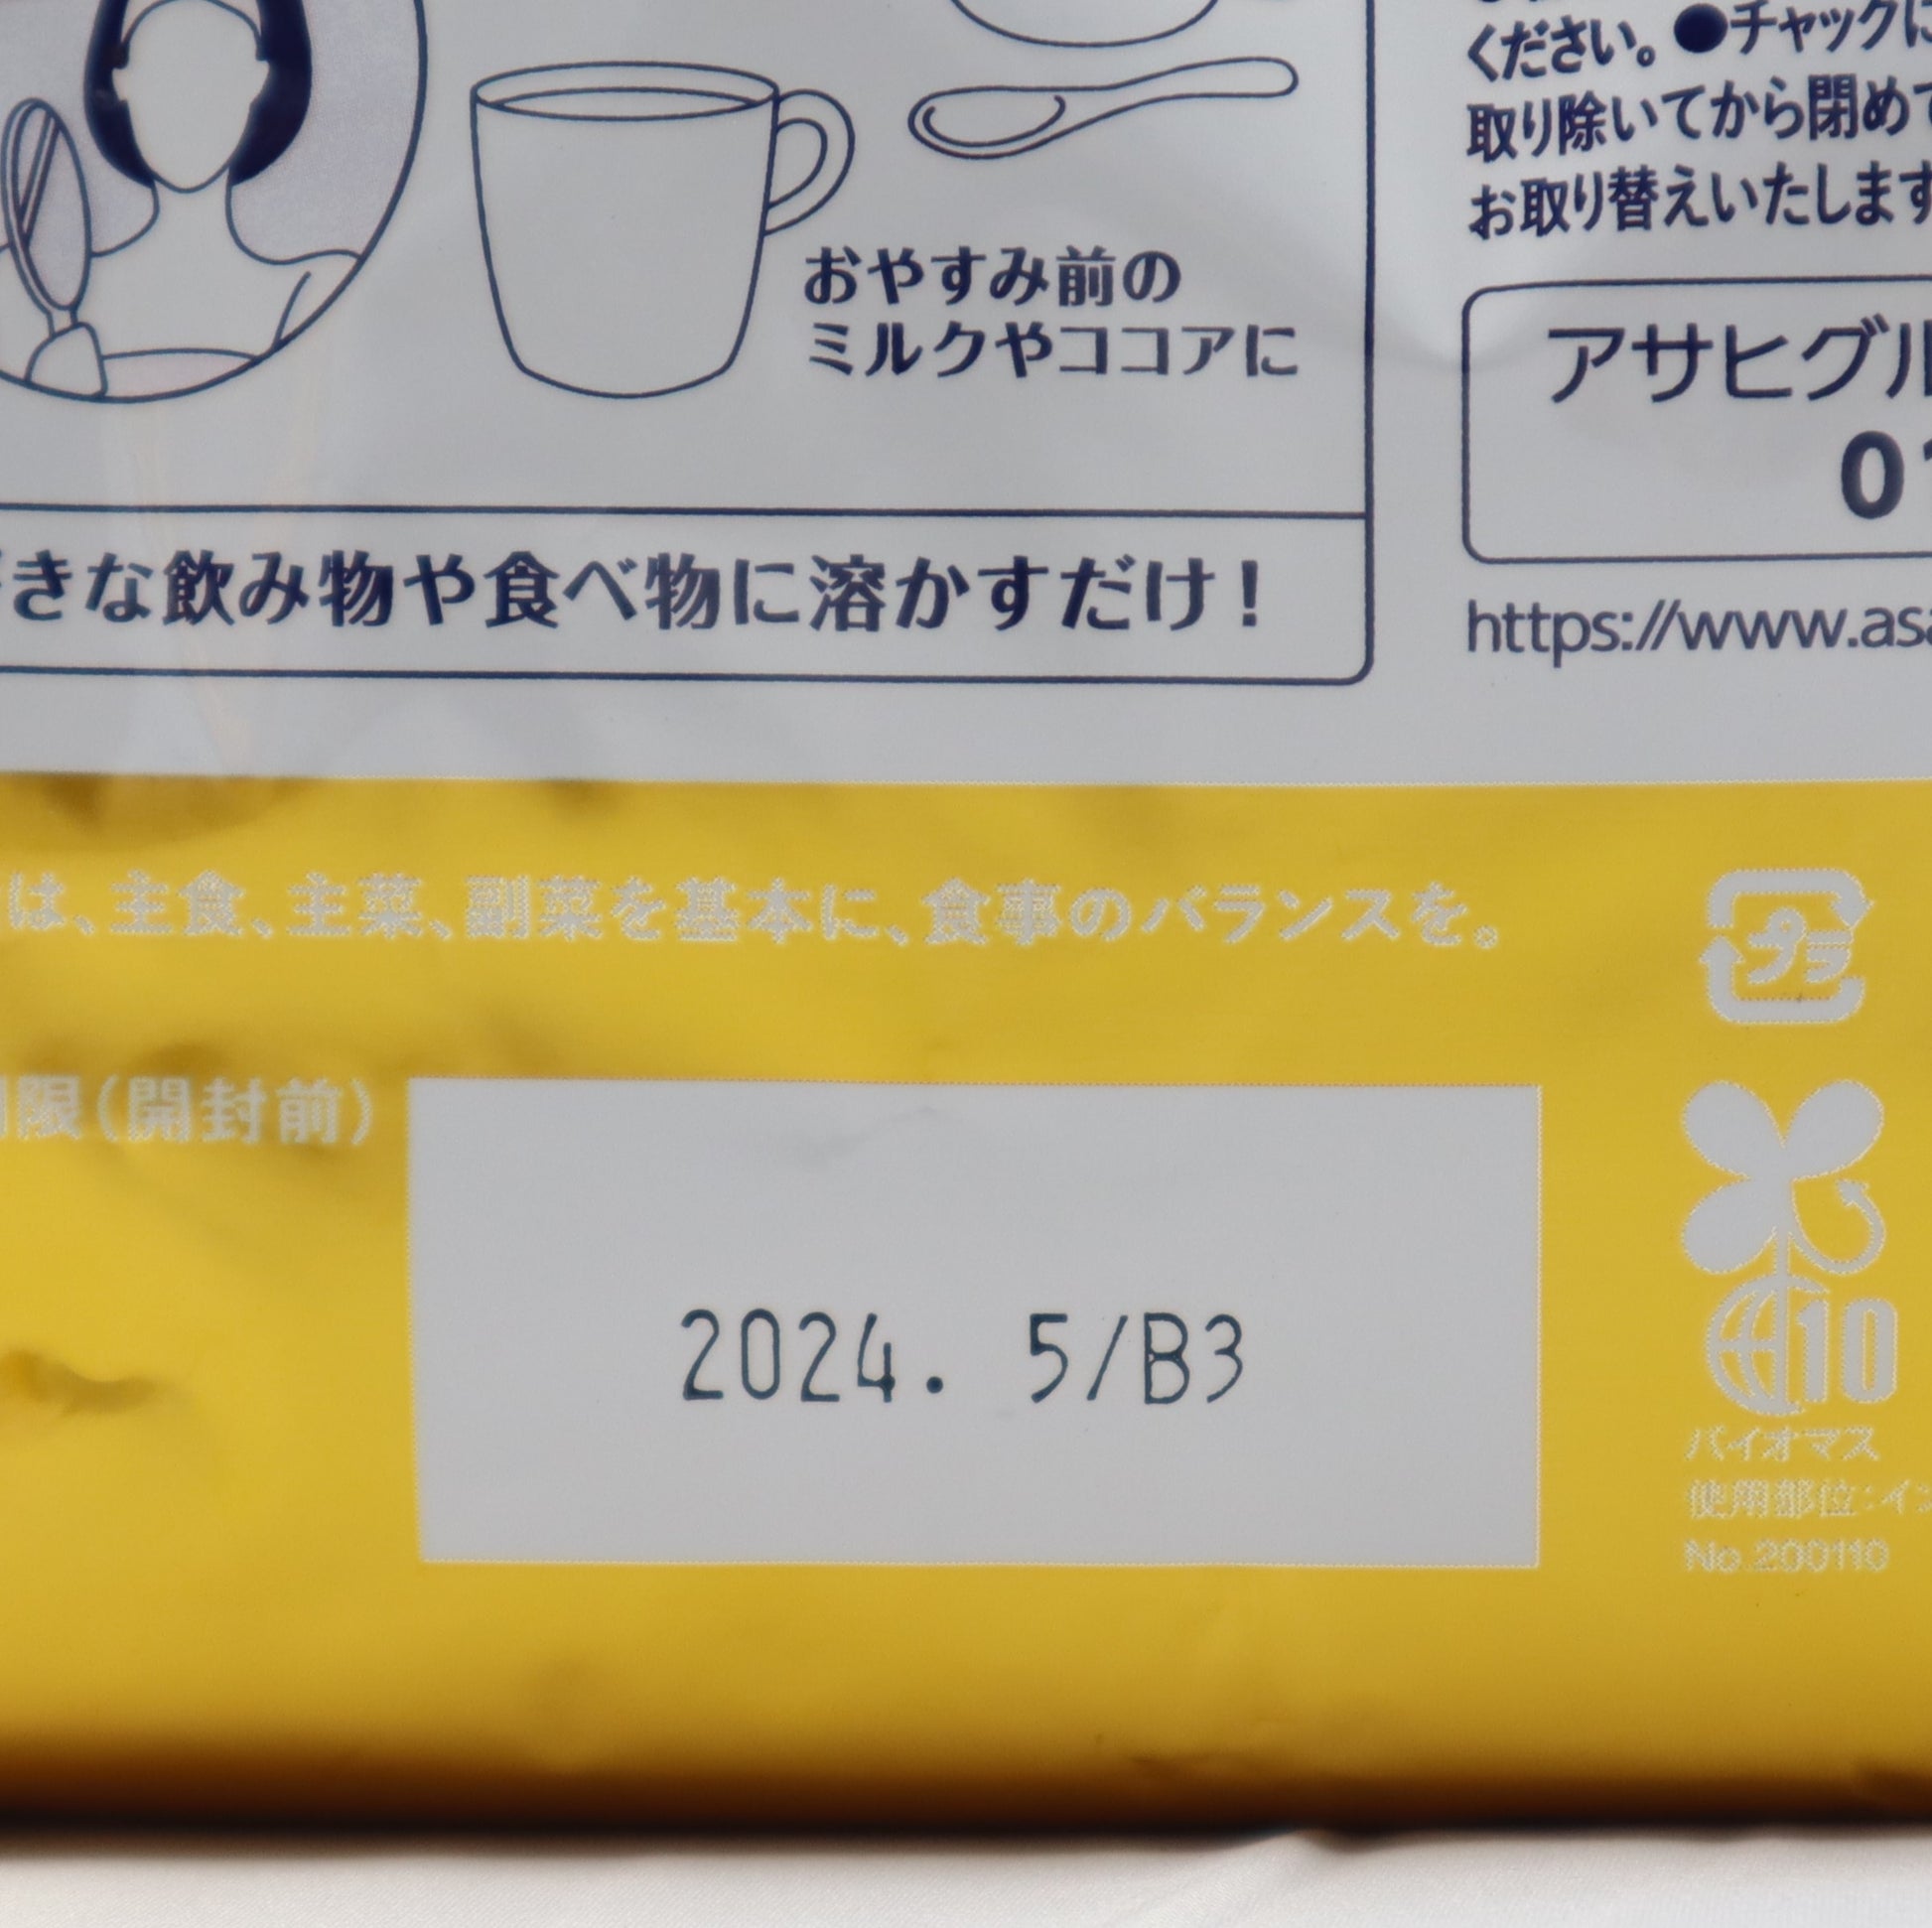 おやすみ前の
ミルクやココアに
きな飲み物や食べ物に溶かすだけ！
ください。●チャックに
取り除いてから閉めて
お取り替えいたします
アサヒグル
01
https://www.asa
は、主食、主菜、副菜を基本に、食事のバランスを。
プラ
限(開封前)
2024. 5/B3
10
バイオマス
使用部位:イン
No.200110